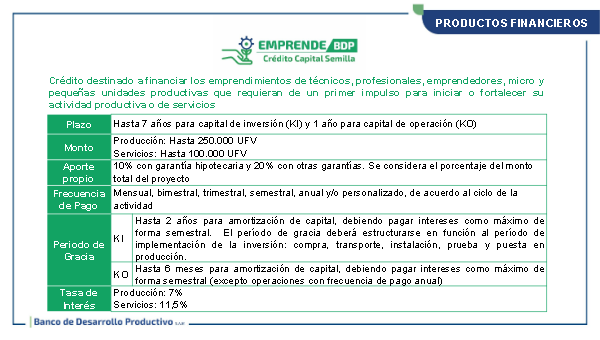 PRODUCTOS FINANCIEROS
EMPRENDE BDP
Crédito Capital Semilla
Crédito destinado a financiar los emprendimientos de técnicos, profesionales, emprendedores, micro y
pequeñas unidades productivas que requieran de un primer impulso para iniciar o fortalecer su
actividad productiva o de servicios
Plazo
Hasta 7 años para capital de inversión (KI) y 1 año para capital de operación (KO)
Monto
Producción: Hasta 250.000 UFV
Servicios: Hasta 100.000 UFV
Aporte
propio
10% con garantía hipotecaria y 20% con otras garantías. Se considera el porcentaje del monto
total del proyecto
Frecuencia
de Pago
Mensual, bimestral, trimestral, semestral, anual y/o personalizado, de acuerdo al ciclo de la
actividad
Periodo de
Gracia
KI
Hasta 2 años para amortización de capital, debiendo pagar intereses como máximo de
forma semestral. El período de gracia deberá estructurarse en función al período de
implementación de la inversión: compra, transporte, instalación, prueba y puesta en
producción.
KO
Hasta 6 meses para amortización de capital, debiendo pagar intereses como máximo de
forma semestral (excepto operaciones con frecuencia de pago anual)
Tasa de
Interés
Producción: 7%
Servicios: 11,5%
Banco de Desarrollo Productivo S.A.M.